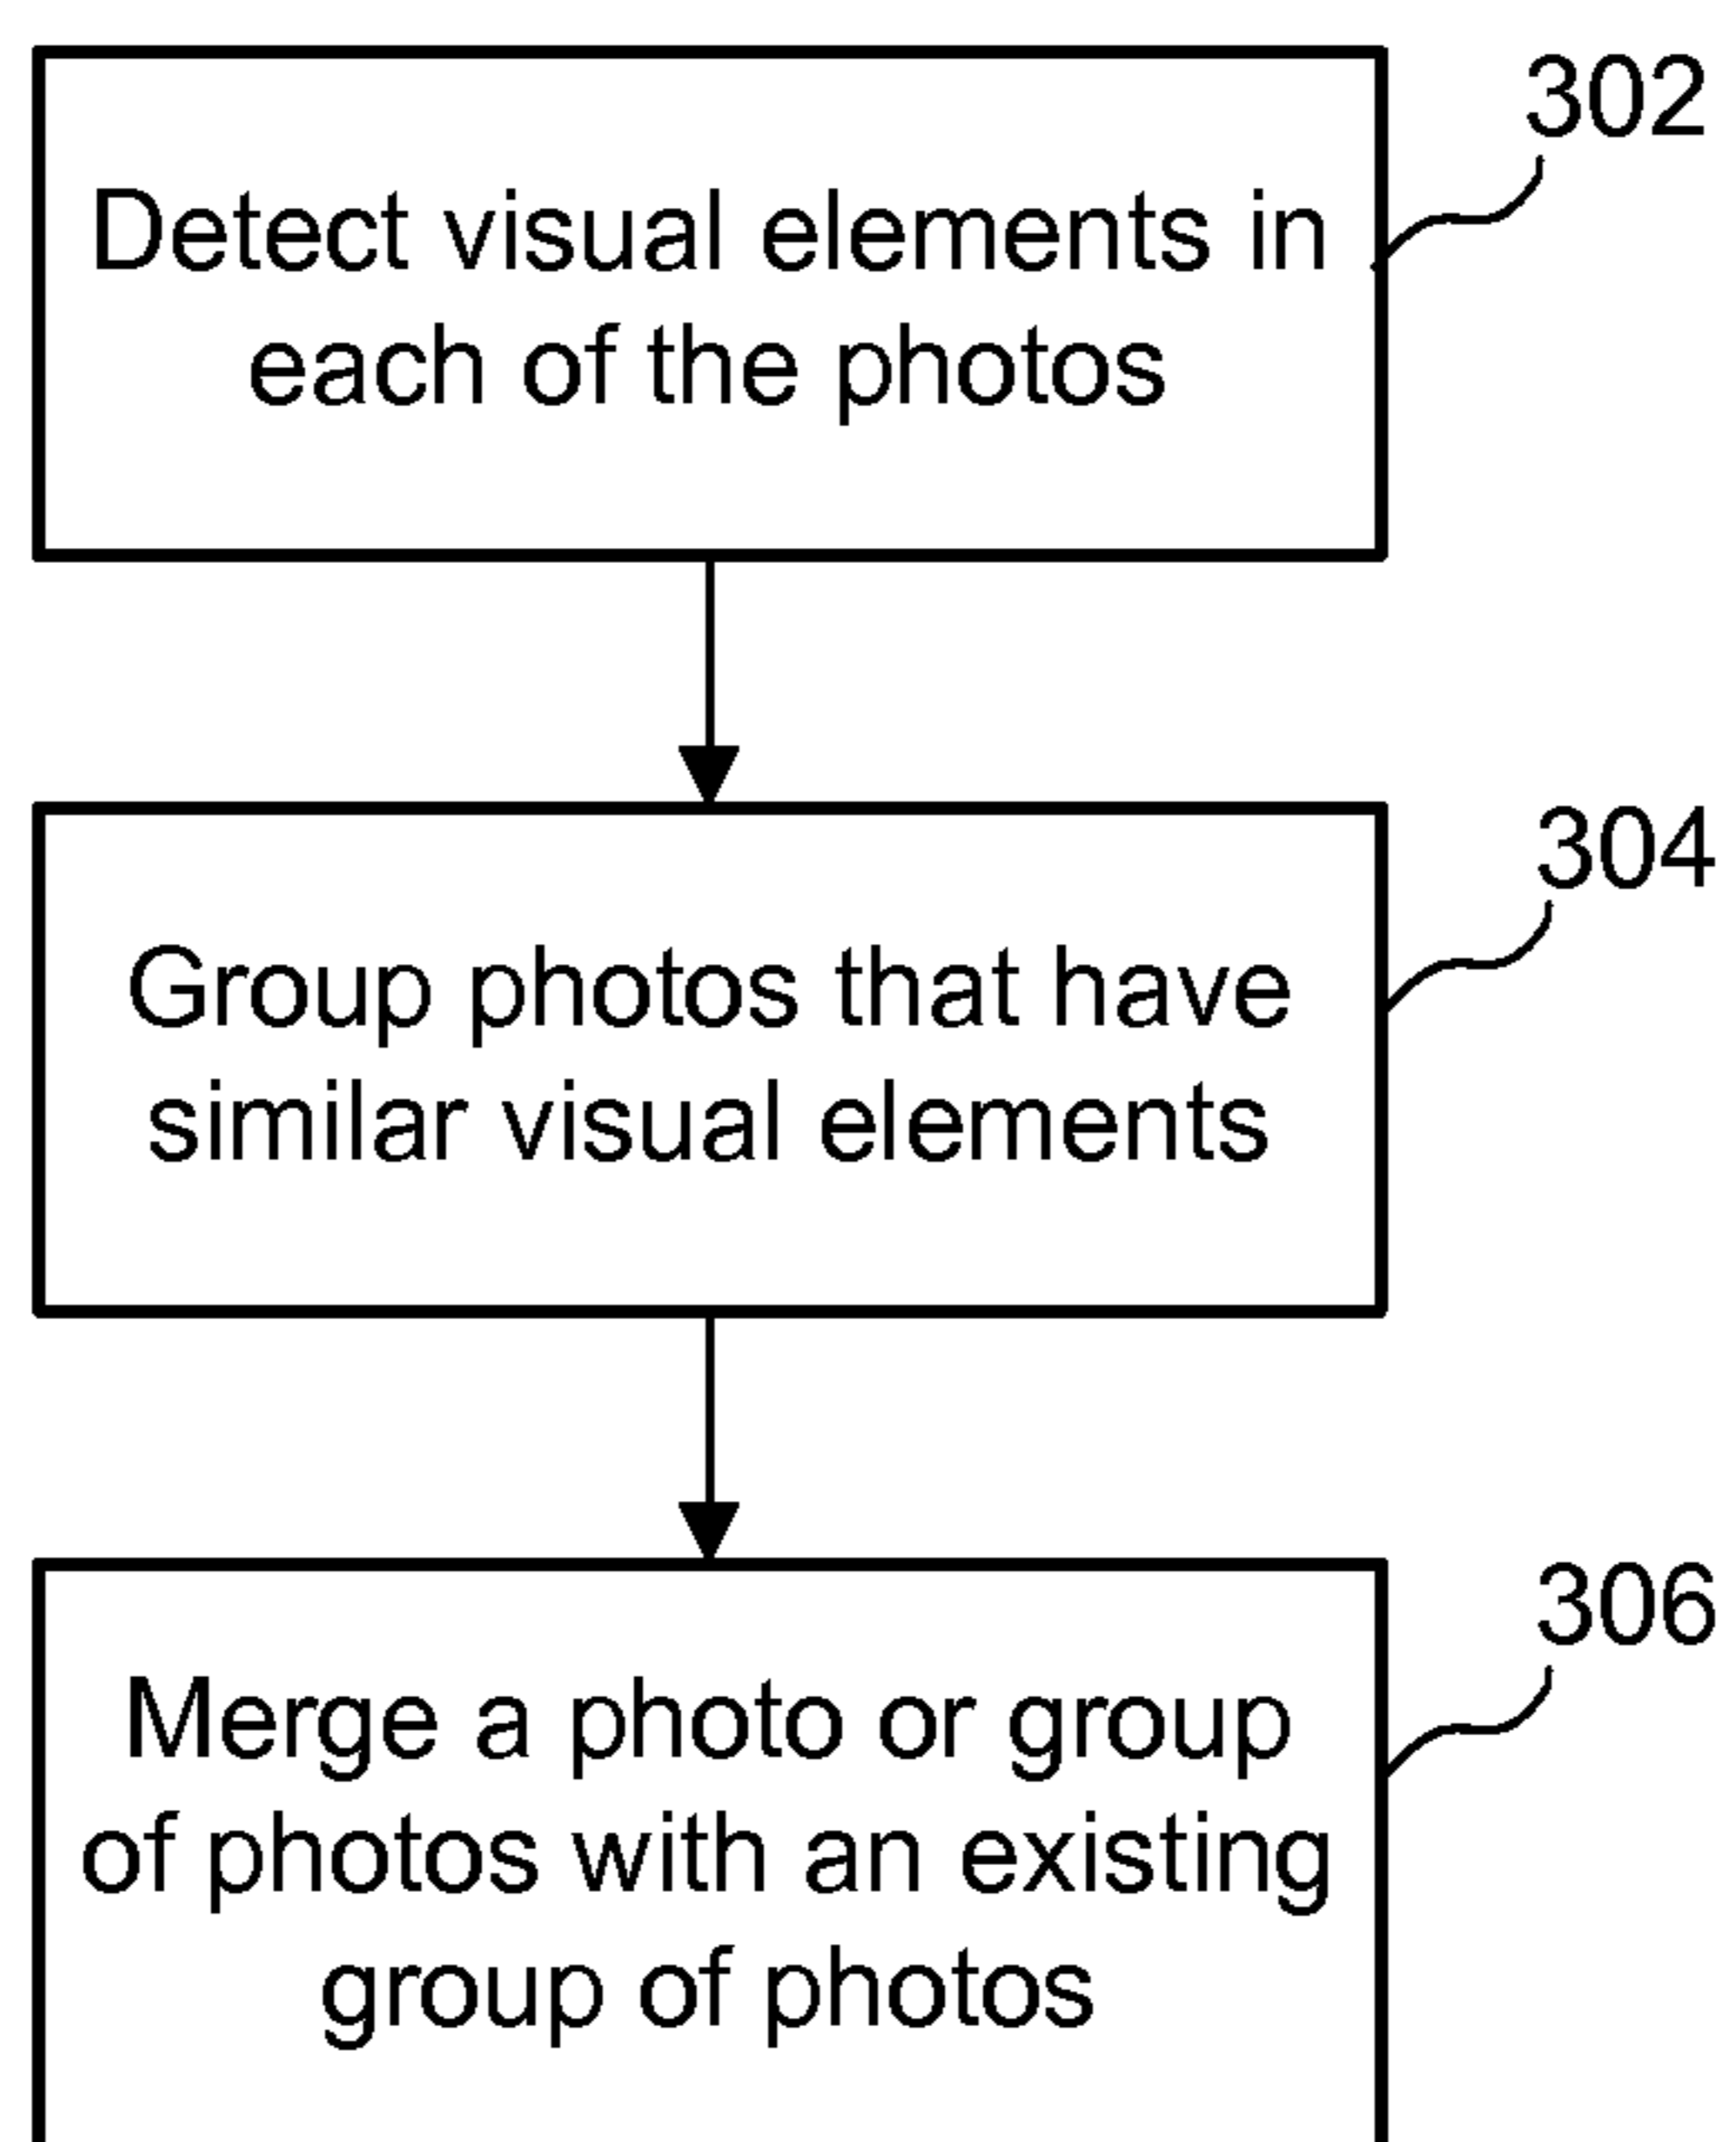 302
Detect visual elements in
each of the photos
304
Group photos that have
similar visual elements
306
Merge a photo or group
of photos with an existing
group of photos